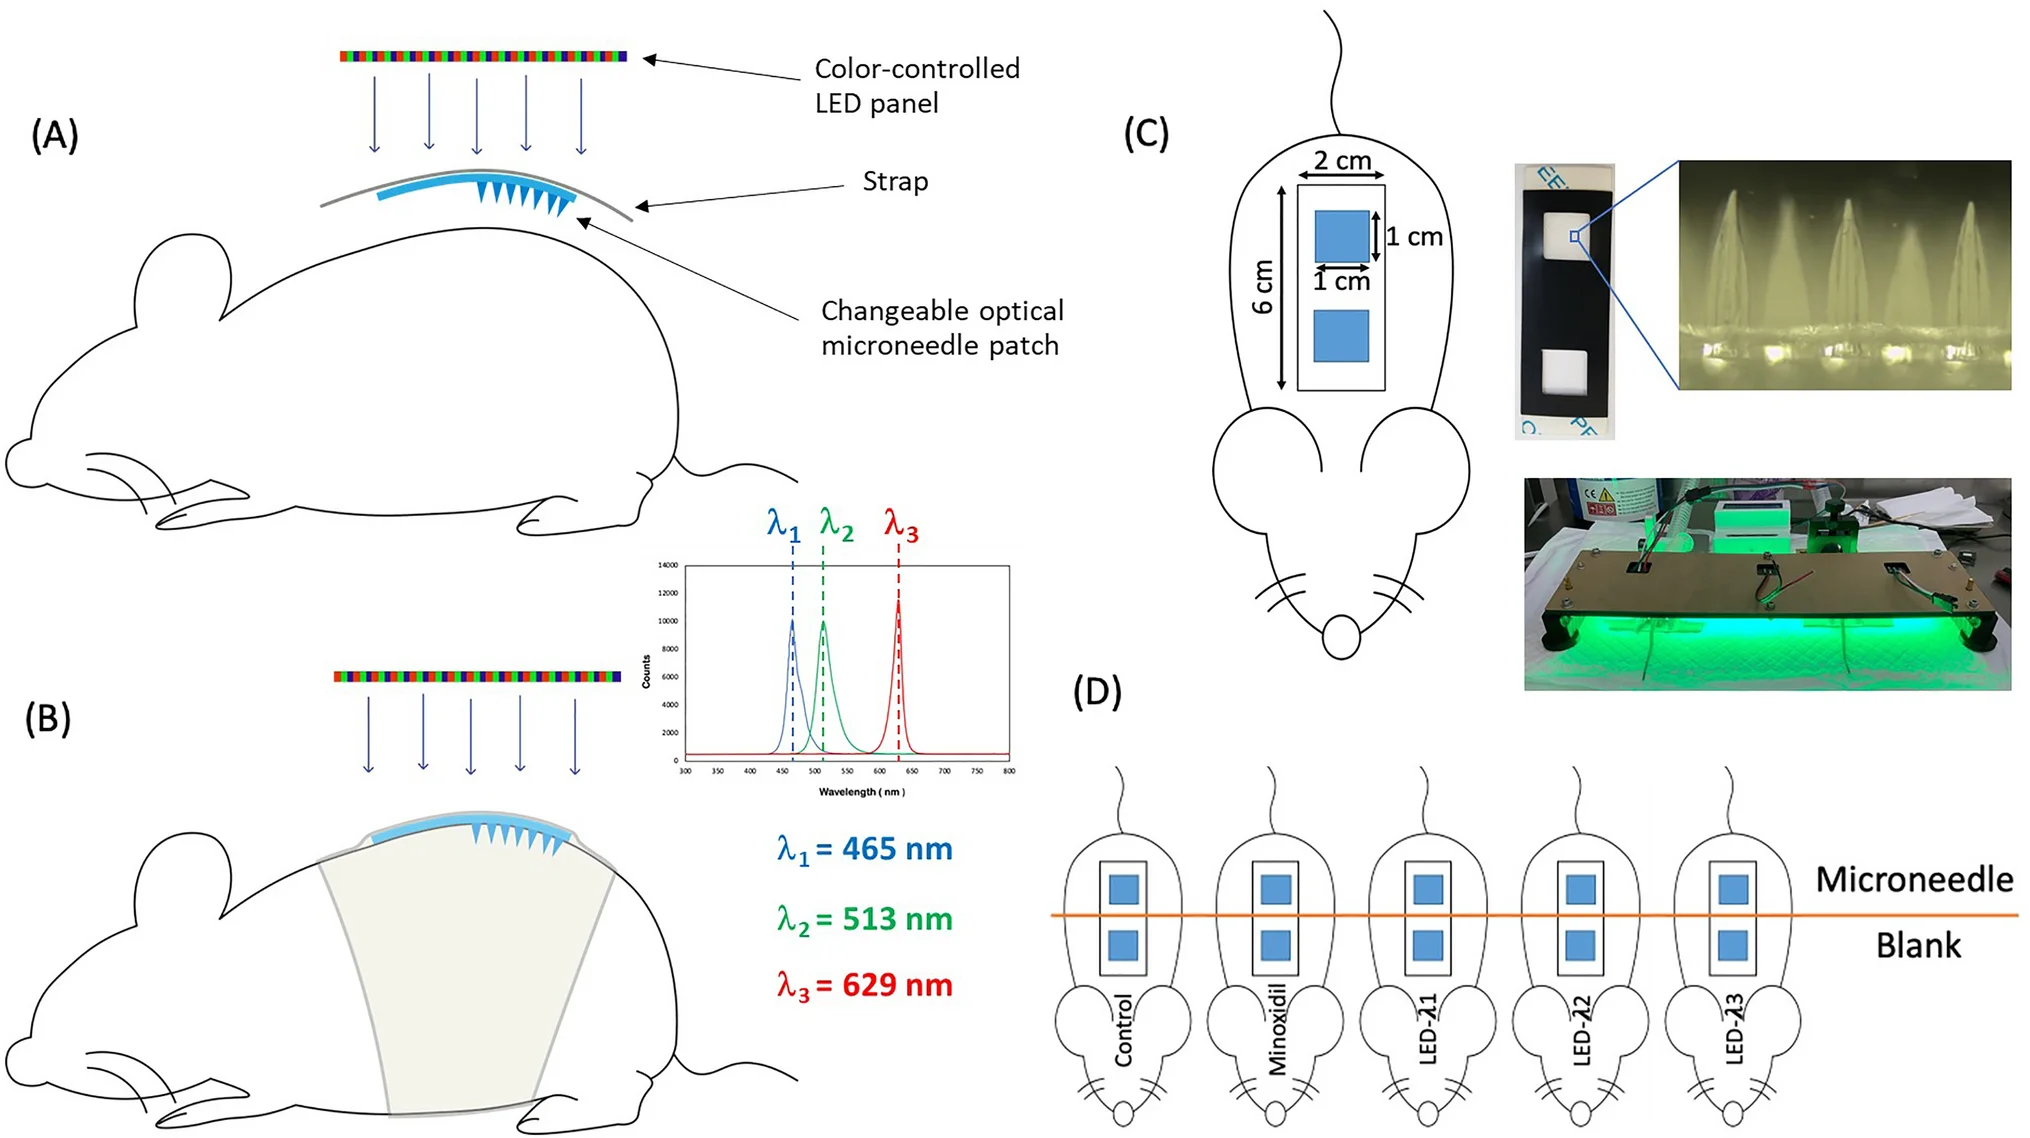 (A)
Color-controlled
LED panel
Strap
Changeable optical
microneedle patch
(B)
λ1
λ2
λ3
14000
12000
10000
8000
6000
4000
2000
0
Counts
300 350 400 450 500 550 600 650 700 750 800
Wavelength ( nm )
λ1 = 465 nm
λ2 = 513 nm
λ3 = 629 nm
(C)
2 cm
6 cm
1 cm
1 cm
CE
(D)
Microneedle
Blank
Control
Minoxidil
LED-λ1
LED-λ2
LED-λ3